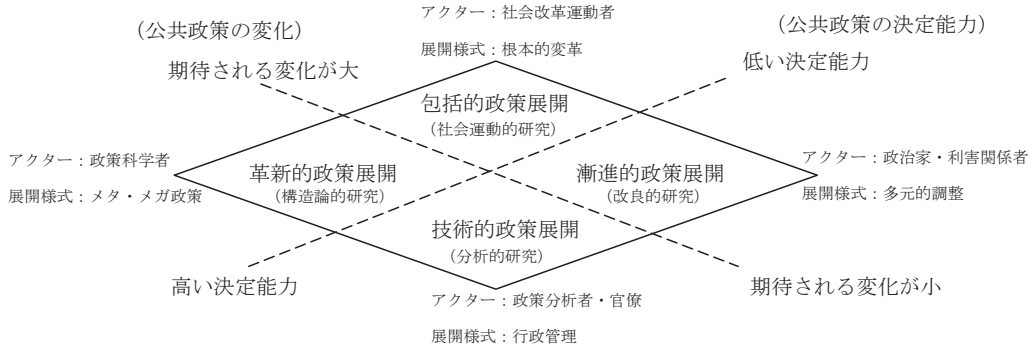 アクター：社会改革運動者
（公共政策の変化）
（公共政策の決定能力）
展開様式：根本的変革
期待される変化が大
低い決定能力
包括的政策展開
（社会運動的研究）
アクター：政策科学者
展開様式：メタ・メガ政策
革新的政策展開
（構造論的研究）
漸進的政策展開
（改良的研究）
アクター：政治家・利害関係者
展開様式：多元的調整
技術的政策展開
（分析的研究）
高い決定能力
期待される変化が小
アクター：政策分析者・官僚
展開様式：行政管理